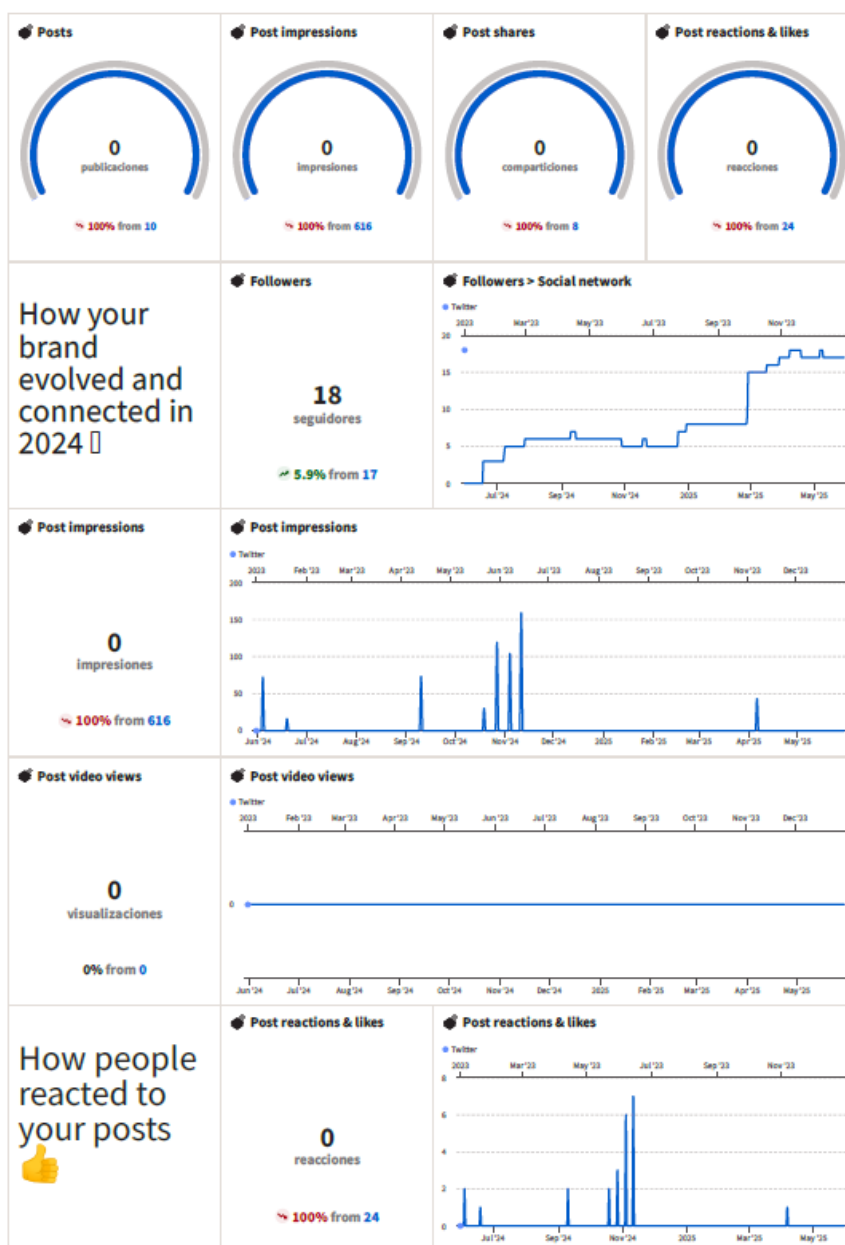 Posts
Post impressions
Post shares
Post reactions & likes
0
publicaciones
100% from 10
0
impresiones
100% from 616
0
comparticiones
100% from 8
0
reacciones
100% from 24
How your
brand
evolved and
connected in
2024
Followers
18
seguidores
5.9% from 17
Followers > Social network
Twitter
2023 Mar '23 May '23 Jul '23 Sep '23 Nov '23
20
15
10
5
0
Jul '24 Sep '24 Nov '24 2025 Mar '25 May '25
Post impressions
0
impresiones
100% from 616
Post impressions
Twitter
2023 Feb '23 Mar '23 Apr '23 May '23 Jun '23 Jul '23 Aug '23 Sep '23 Oct '23 Nov '23 Dec '23
200
150
100
50
0
Jun '24 Jul '24 Aug '24 Sep '24 Oct '24 Nov '24 Dec '24 2025 Feb '25 Mar '25 Apr '25 May '25
Post video views
0
visualizaciones
0% from 0
Post video views
Twitter
2023 Feb '23 Mar '23 Apr '23 May '23 Jun '23 Jul '23 Aug '23 Sep '23 Oct '23 Nov '23 Dec '23
0
Jun '24 Jul '24 Aug '24 Sep '24 Oct '24 Nov '24 Dec '24 2025 Feb '25 Mar '25 Apr '25 May '25
How people
reacted to
your posts
👍
Post reactions & likes
0
reacciones
100% from 24
Post reactions & likes
Twitter
2023 Mar '23 May '23 Jul '23 Sep '23 Nov '23
8
6
4
2
0
Jul '24 Sep '24 Nov '24 2025 Mar '25 May '25